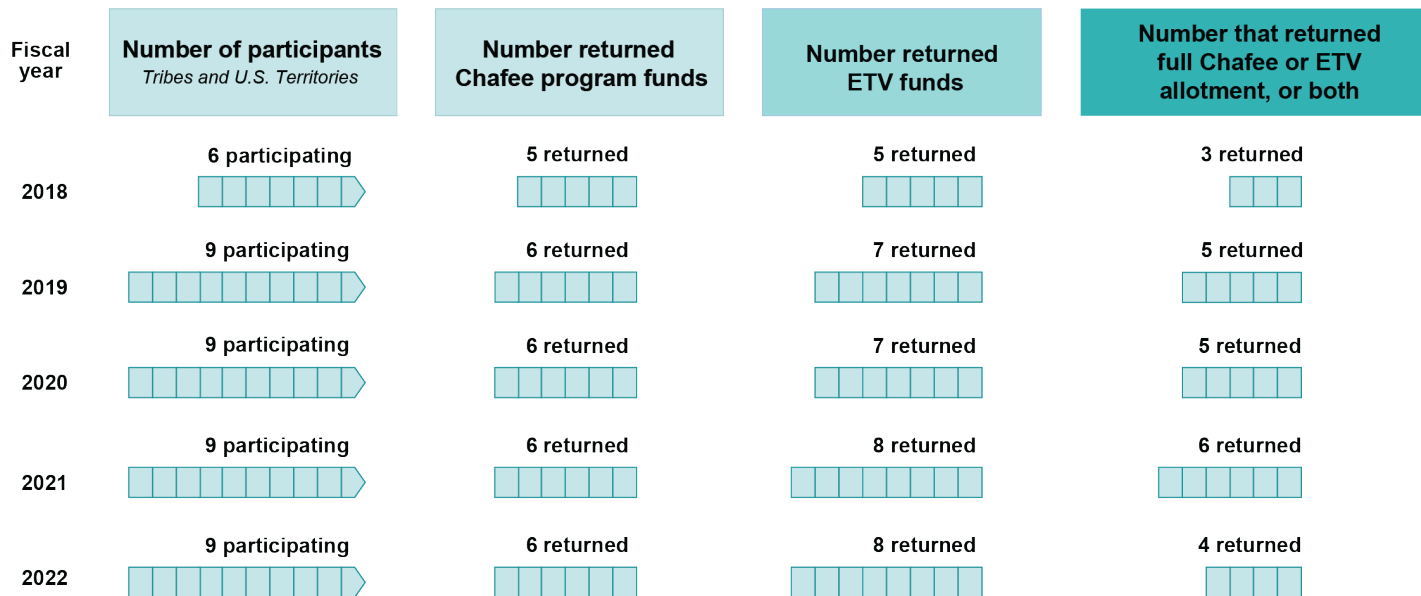 Fiscal
year
Number of participants
Tribes and U.S. Territories
Number returned
Chafee program funds
Number returned
ETV funds
Number that returned
full Chafee or ETV
allotment, or both
6 participating
5 returned
5 returned
3 returned
2018
9 participating
6 returned
7 returned
5 returned
2019
9 participating
6 returned
7 returned
5 returned
2020
9 participating
6 returned
8 returned
6 returned
2021
9 participating
6 returned
8 returned
4 returned
2022